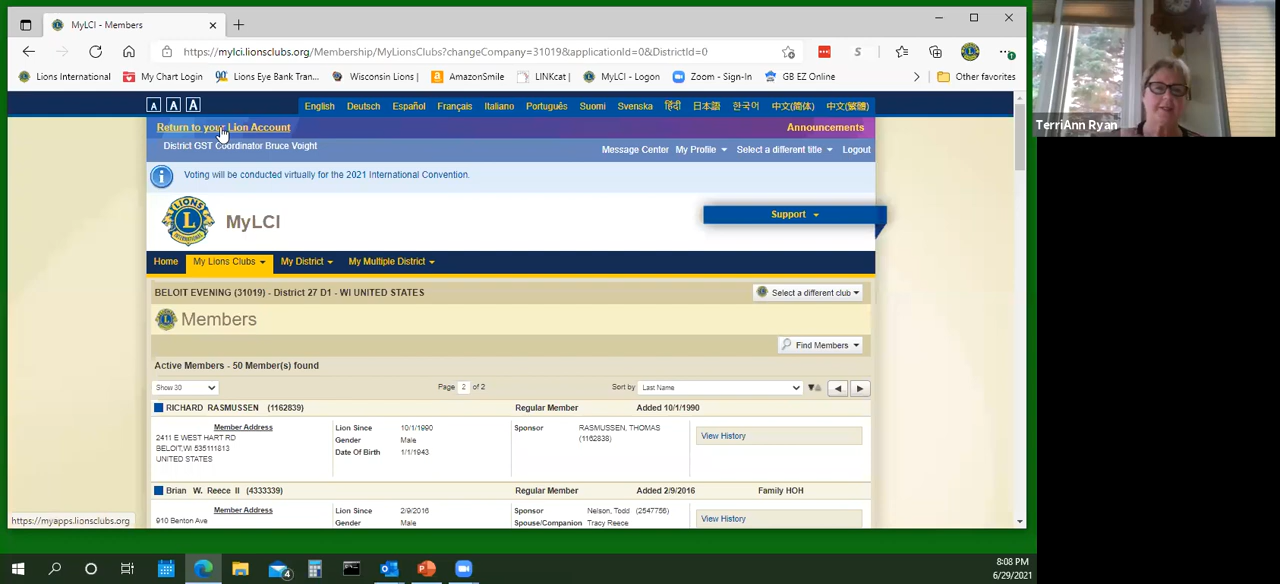 MyLCI - Members
https://mylci.lionsclubs.org/Membership/MyLionsClubs?changeCompany=31019&applicationId=0&DistrictId=0
Lions International My Chart Login Lions Eye Bank Tran... Wisconsin Lions | AmazonSmile LINKcat | MyLCI - Logon Zoom - Sign-In GB EZ Online Other favorites
A A A English Deutsch Español Français Italiano Português Suomi Svenska हिंदी 日本語 한국어 中文(简体) 中文(繁體)
Return to your Lion Account Announcements
District GST Coordinator Bruce Voight Message Center My Profile Select a different title Logout
Voting will be conducted virtually for the 2021 International Convention.
LIONS
L
INTERNATIONAL
MyLCI
Support
Home My Lions Clubs My District My Multiple District
BELOIT EVENING (31019) - District 27 D1 - WI UNITED STATES Select a different club
Members
Find Members
Active Members - 50 Member(s) found
Show 30 Page 2 of 2 Sort by Last Name
RICHARD RASMUSSEN (1162839) Regular Member Added 10/1/1990
Member Address Lion Since 10/1/1990 Sponsor RASMUSSEN, THOMAS
2411 E WEST HART RD Gender Male (1162838) View History
BELOIT,WI 535111813 Date Of Birth 1/1/1943
UNITED STATES
Brian W. Reece II (4333339) Regular Member Added 2/9/2016 Family HOH
Member Address Lion Since 2/9/2016 Sponsor Nelson, Todd (2547756)
910 Benton Ave Gender Male Spouse/Companion Tracy Reece View History
https://myapps.lionsclubs.org
4
8:08 PM
6/29/2021
TerriAnn Ryan